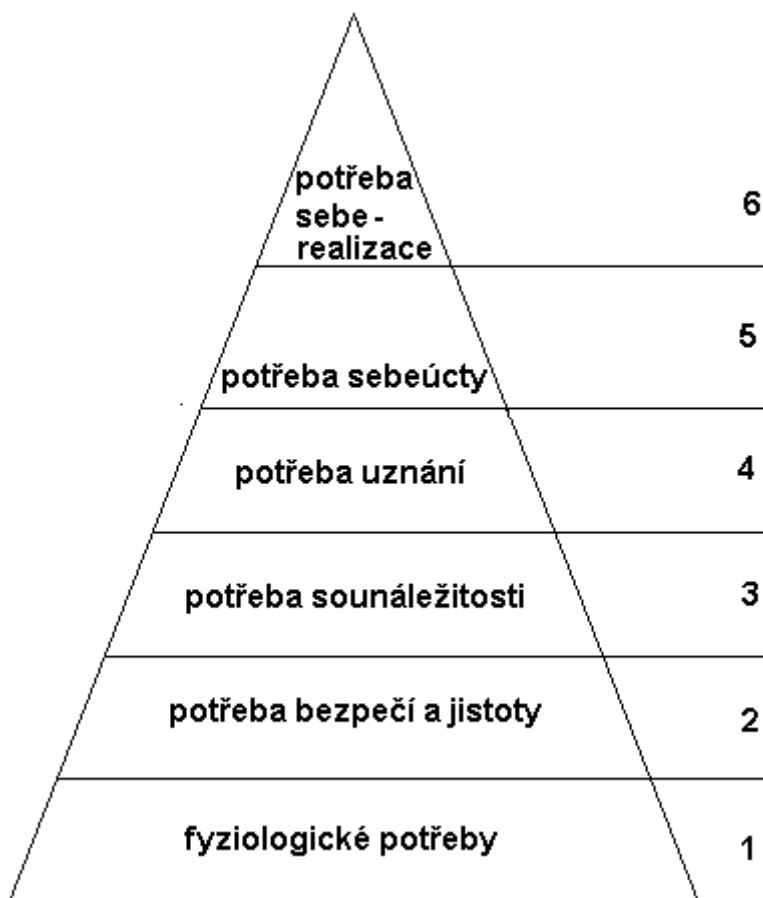 potřeba
sebe -
realizace
6
5
potřeba sebeúcty
potřeba uznání
4
potřeba sounáležitosti
3
potřeba bezpečí a jistoty
2
fyziologické potřeby
1